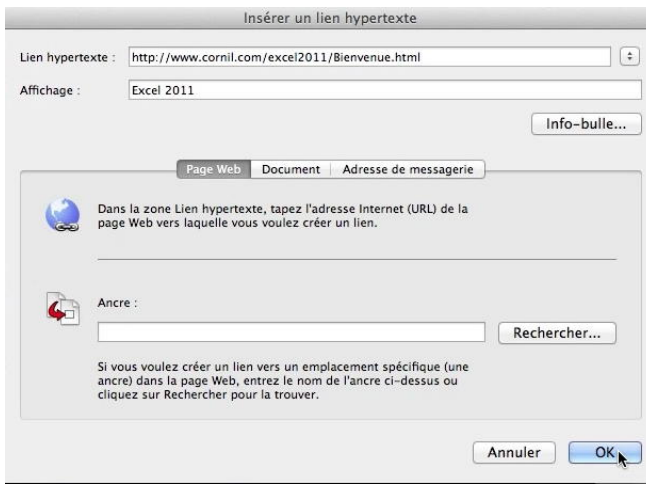 Insérer un lien hypertexte
Lien hypertexte : http://www.cornil.com/excel2011/Bienvenue.html
Affichage : Excel 2011
Info-bulle...
Page Web Document Adresse de messagerie
Dans la zone Lien hypertexte, tapez l'adresse Internet (URL) de la
page Web vers laquelle vous voulez créer un lien.
Ancre :
Rechercher...
Si vous voulez créer un lien vers un emplacement spécifique (une
ancre) dans la page Web, entrez le nom de l'ancre ci-dessus ou
cliquez sur Rechercher pour la trouver.
Annuler OK